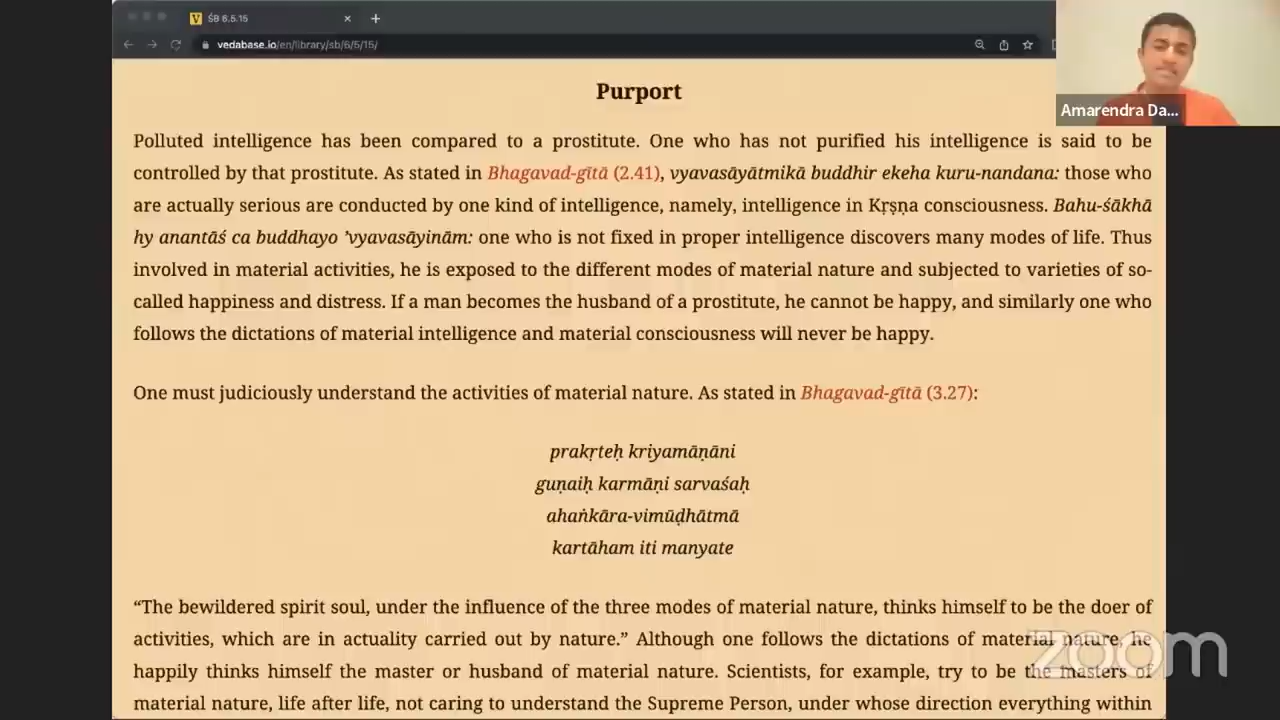 ŚB 6.5.15
vedabase.io/en/library/sb/6/5/15/
Amarendra Da...
Purport
Polluted intelligence has been compared to a prostitute. One who has not purified his intelligence is said to be
controlled by that prostitute. As stated in Bhagavad-gītā (2.41), vyavasāyātmikā buddhir ekeha kuru-nandana: those who
are actually serious are conducted by one kind of intelligence, namely, intelligence in Kṛṣṇa consciousness. Bahu-śākhā
hy anantāś ca buddhayo ’vyavasāyinām: one who is not fixed in proper intelligence discovers many modes of life. Thus
involved in material activities, he is exposed to the different modes of material nature and subjected to varieties of so-
called happiness and distress. If a man becomes the husband of a prostitute, he cannot be happy, and similarly one who
follows the dictations of material intelligence and material consciousness will never be happy.
One must judiciously understand the activities of material nature. As stated in Bhagavad-gītā (3.27):
prakṛteḥ kriyamāṇāni
guṇaiḥ karmāṇi sarvaśaḥ
ahaṅkāra-vimūḍhātmā
kartāham iti manyate
“The bewildered spirit soul, under the influence of the three modes of material nature, thinks himself to be the doer of
activities, which are in actuality carried out by nature.” Although one follows the dictations of material nature, he
happily thinks himself the master or husband of material nature. Scientists, for example, try to be the masters of
material nature, life after life, not caring to understand the Supreme Person, under whose direction everything within
zoom